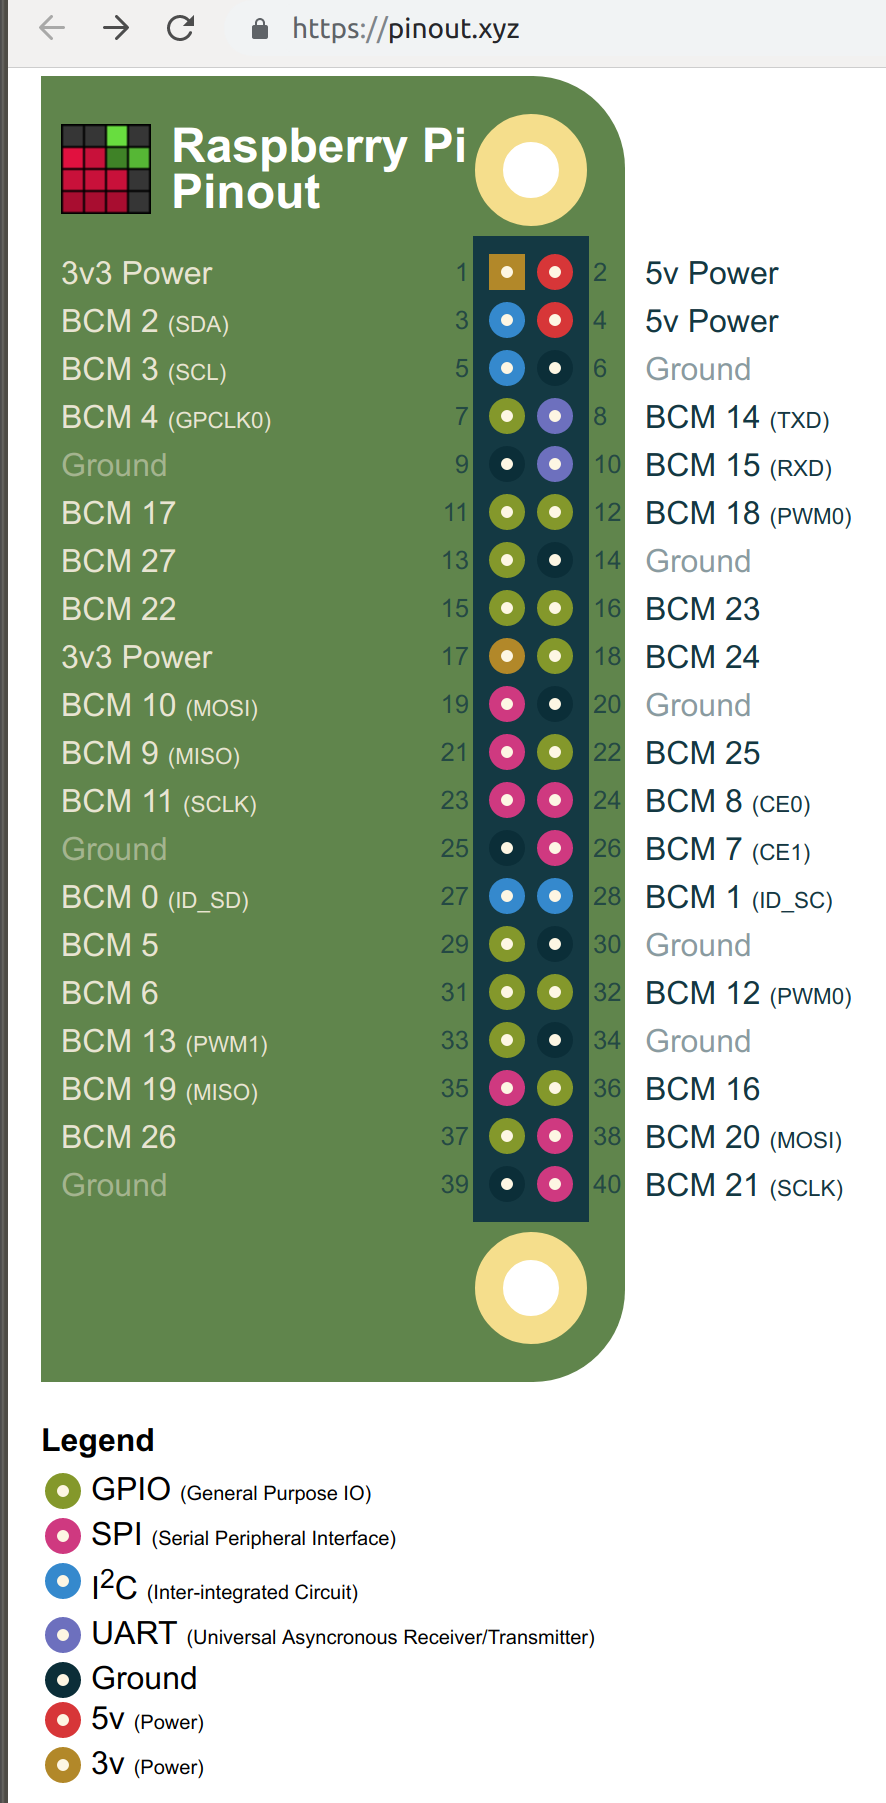 https://pinout.xyz
Raspberry Pi
Pinout
3v3 Power 1 2 5v Power
BCM 2 (SDA) 3 4 5v Power
BCM 3 (SCL) 5 6 Ground
BCM 4 (GPCLK0) 7 8 BCM 14 (TXD)
Ground 9 10 BCM 15 (RXD)
BCM 17 11 12 BCM 18 (PWM0)
BCM 27 13 14 Ground
BCM 22 15 16 BCM 23
3v3 Power 17 18 BCM 24
BCM 10 (MOSI) 19 20 Ground
BCM 9 (MISO) 21 22 BCM 25
BCM 11 (SCLK) 23 24 BCM 8 (CE0)
Ground 25 26 BCM 7 (CE1)
BCM 0 (ID_SD) 27 28 BCM 1 (ID_SC)
BCM 5 29 30 Ground
BCM 6 31 32 BCM 12 (PWM0)
BCM 13 (PWM1) 33 34 Ground
BCM 19 (MISO) 35 36 BCM 16
BCM 26 37 38 BCM 20 (MOSI)
Ground 39 40 BCM 21 (SCLK)
Legend
GPIO (General Purpose IO)
SPI (Serial Peripheral Interface)
I²C (Inter-integrated Circuit)
UART (Universal Asyncronous Receiver/Transmitter)
Ground
5v (Power)
3v (Power)